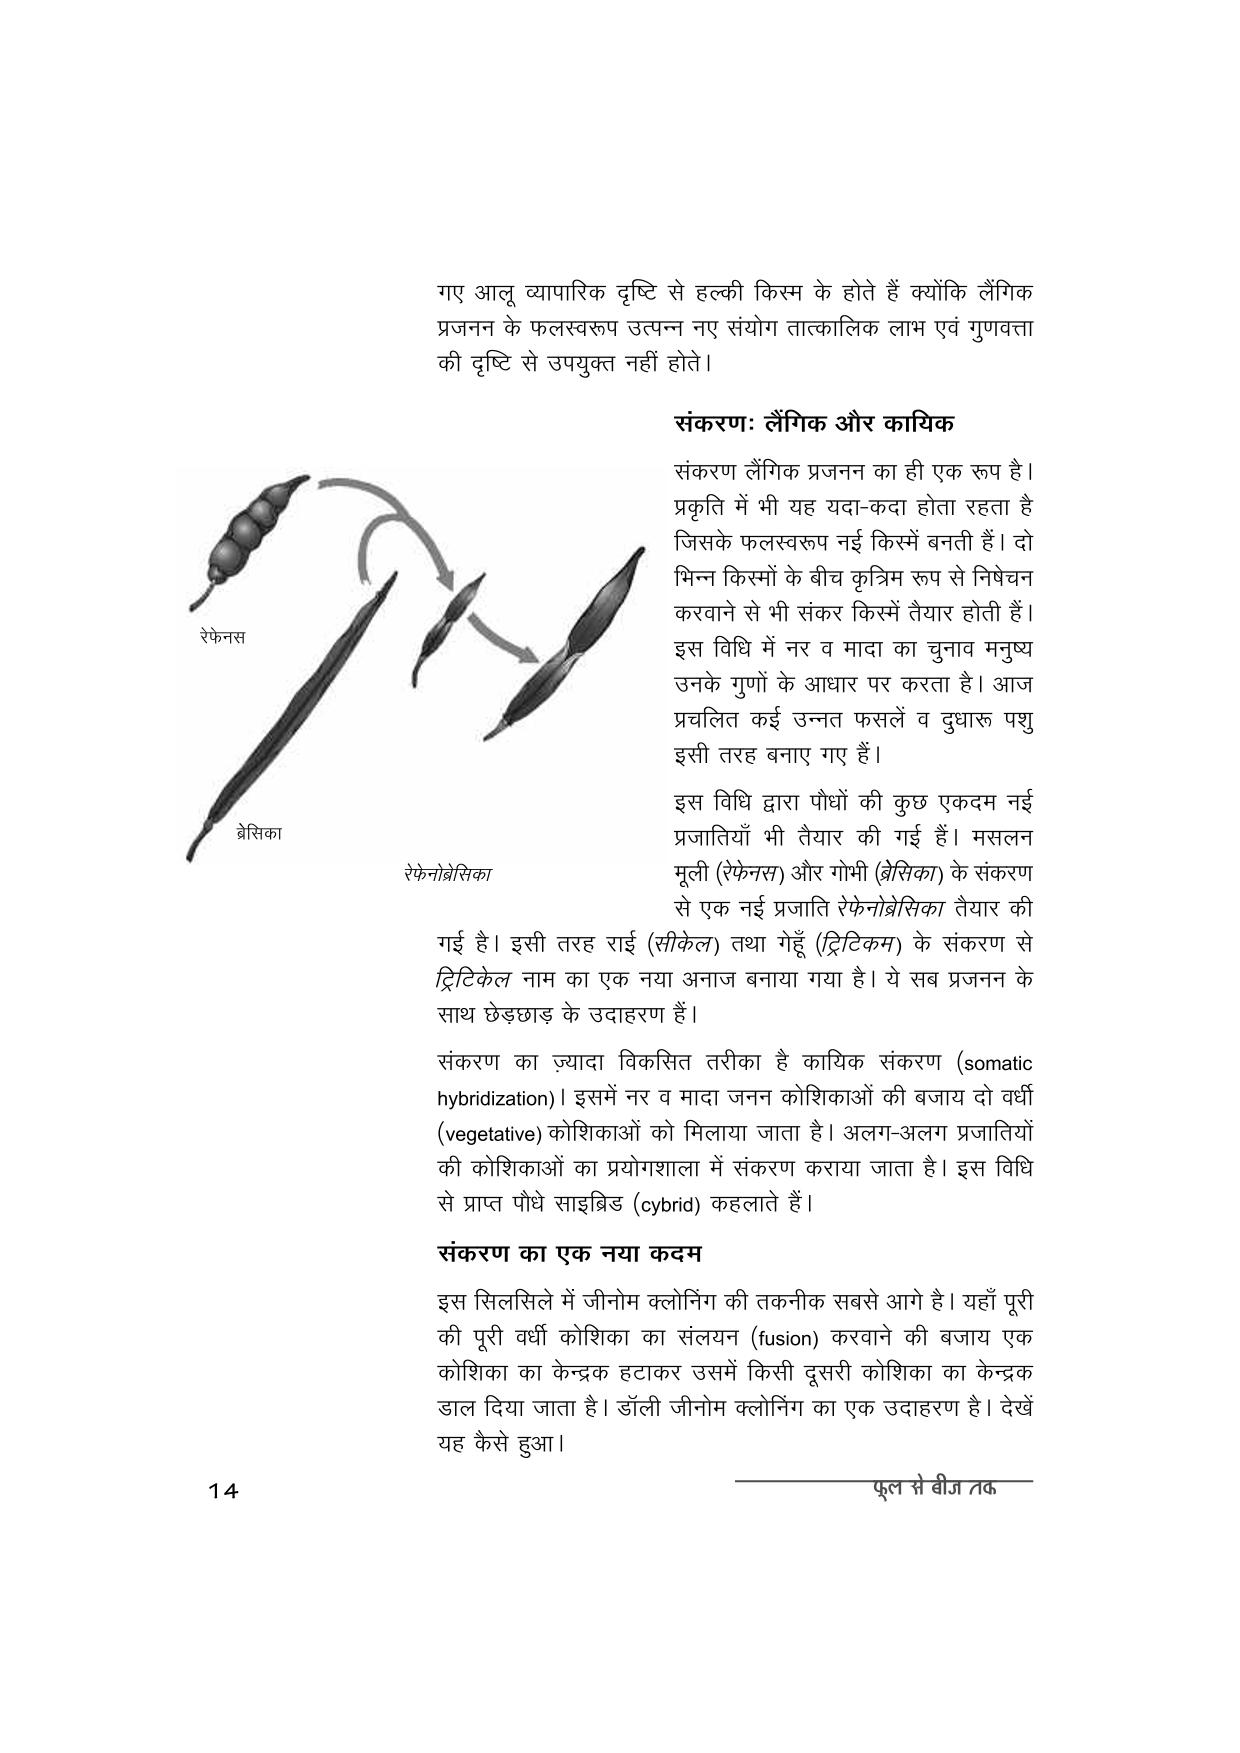 गए आलू व्यापारिक दृष्टि से हल्की किस्म के होते हैं क्योंकि लैंगिक
प्रजनन के फलस्वरूप उत्पन्न नए संयोग तात्कालिक लाभ एवं गुणवत्ता
की दृष्टि से उपयुक्त नहीं होते।
संकरण: लैंगिक और कायिक
संकरण लैंगिक प्रजनन का ही एक रूप है।
प्रकृति में भी यह यदा-कदा होता रहता है
जिसके फलस्वरूप नई किस्में बनती हैं। दो
भिन्न किस्मों के बीच कृत्रिम रूप से निषेचन
करवाने से भी संकर किस्में तैयार होती हैं।
इस विधि में नर व मादा का चुनाव मनुष्य
उनके गुणों के आधार पर करता है। आज
प्रचलित कई उन्नत फसलें व दुधारू पशु
इसी तरह बनाए गए हैं।
रेफेनस
ब्रेसिका
रेफेनोब्रेसिका
इस विधि द्वारा पौधों की कुछ एकदम नई
प्रजातियाँ भी तैयार की गई हैं। मसलन
मूली (रेफेनस) और गोभी (ब्रेसिका) के संकरण
से एक नई प्रजाति रेफेनोब्रेसिका तैयार की
गई है। इसी तरह राई (सीकेल) तथा गेहूँ (ट्रिटिकम) के संकरण से
ट्रिटिकेल नाम का एक नया अनाज बनाया गया है। ये सब प्रजनन के
साथ छेड़छाड़ के उदाहरण हैं।
संकरण का ज़्यादा विकसित तरीका है कायिक संकरण (somatic
hybridization)। इसमें नर व मादा जनन कोशिकाओं की बजाय दो वर्धी
(vegetative) कोशिकाओं को मिलाया जाता है। अलग-अलग प्रजातियों
की कोशिकाओं का प्रयोगशाला में संकरण कराया जाता है। इस विधि
से प्राप्त पौधे साइब्रिड (cybrid) कहलाते हैं।
संकरण का एक नया कदम
इस सिलसिले में जीनोम क्लोनिंग की तकनीक सबसे आगे है। यहाँ पूरी
की पूरी वर्धी कोशिका का संलयन (fusion) करवाने की बजाय एक
कोशिका का केन्द्रक हटाकर उसमें किसी दूसरी कोशिका का केन्द्रक
डाल दिया जाता है। डॉली जीनोम क्लोनिंग का एक उदाहरण है। देखें
यह कैसे हुआ।
14
फूल से बीज तक